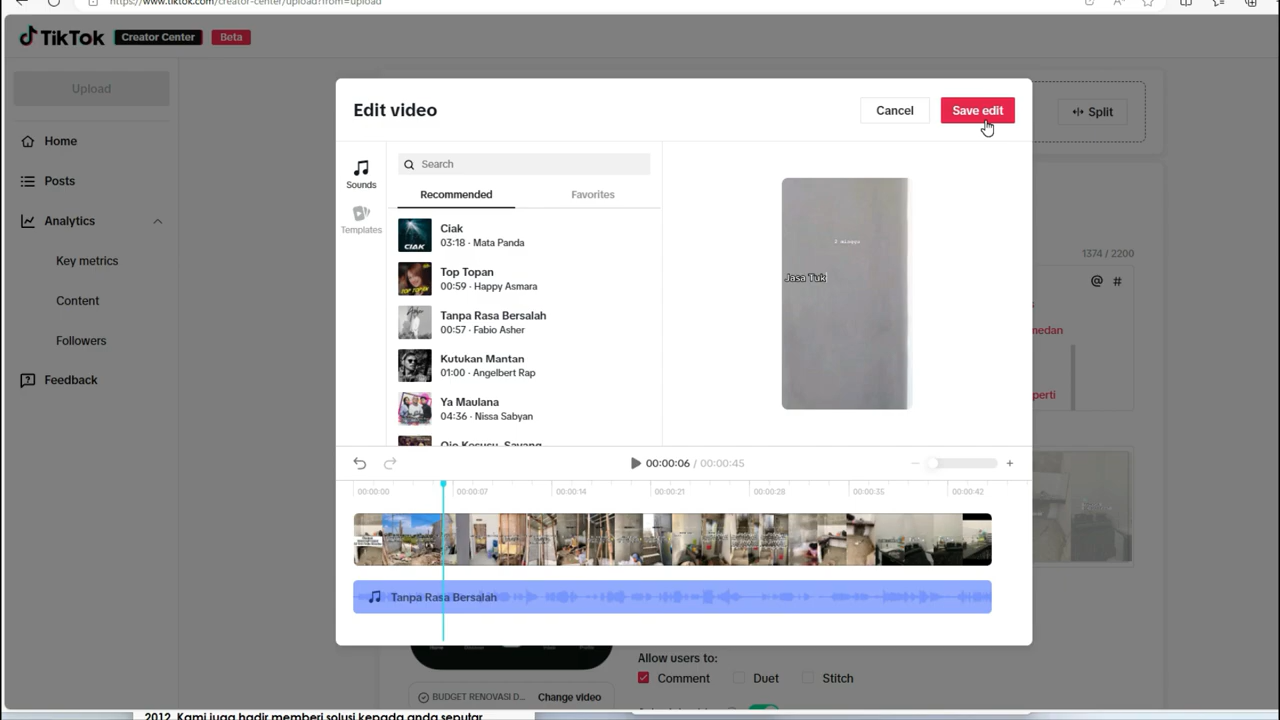 https://www.tiktok.com/creator-center/upload?from=upload
TikTok Creator Center Beta
Upload
Home
Posts
Analytics
Key metrics
Content
Followers
Feedback
Edit video
Cancel
Save edit
Split
Sounds
Templates
Search
Recommended
Favorites
Ciak
03:18 · Mata Panda
Top Topan
00:59 · Happy Asmara
Tanpa Rasa Bersalah
00:57 · Fabio Asher
Kutukan Mantan
01:00 · Angelbert Rap
Ya Maulana
04:36 · Nissa Sabyan
Ojo Kesusu, Sayang
Jasa Tuk
1374 / 2200
@ #
medan
perti
00:00:06 / 00:00:45
00:00:00 00:00:07 00:00:14 00:00:21 00:00:28 00:00:35 00:00:42
Tanpa Rasa Bersalah
Allow users to:
Comment Duet Stitch
BUDGET RENOVASI D...
Change video
2012. Kami juga hadir memberi solusi kepada anda seputar